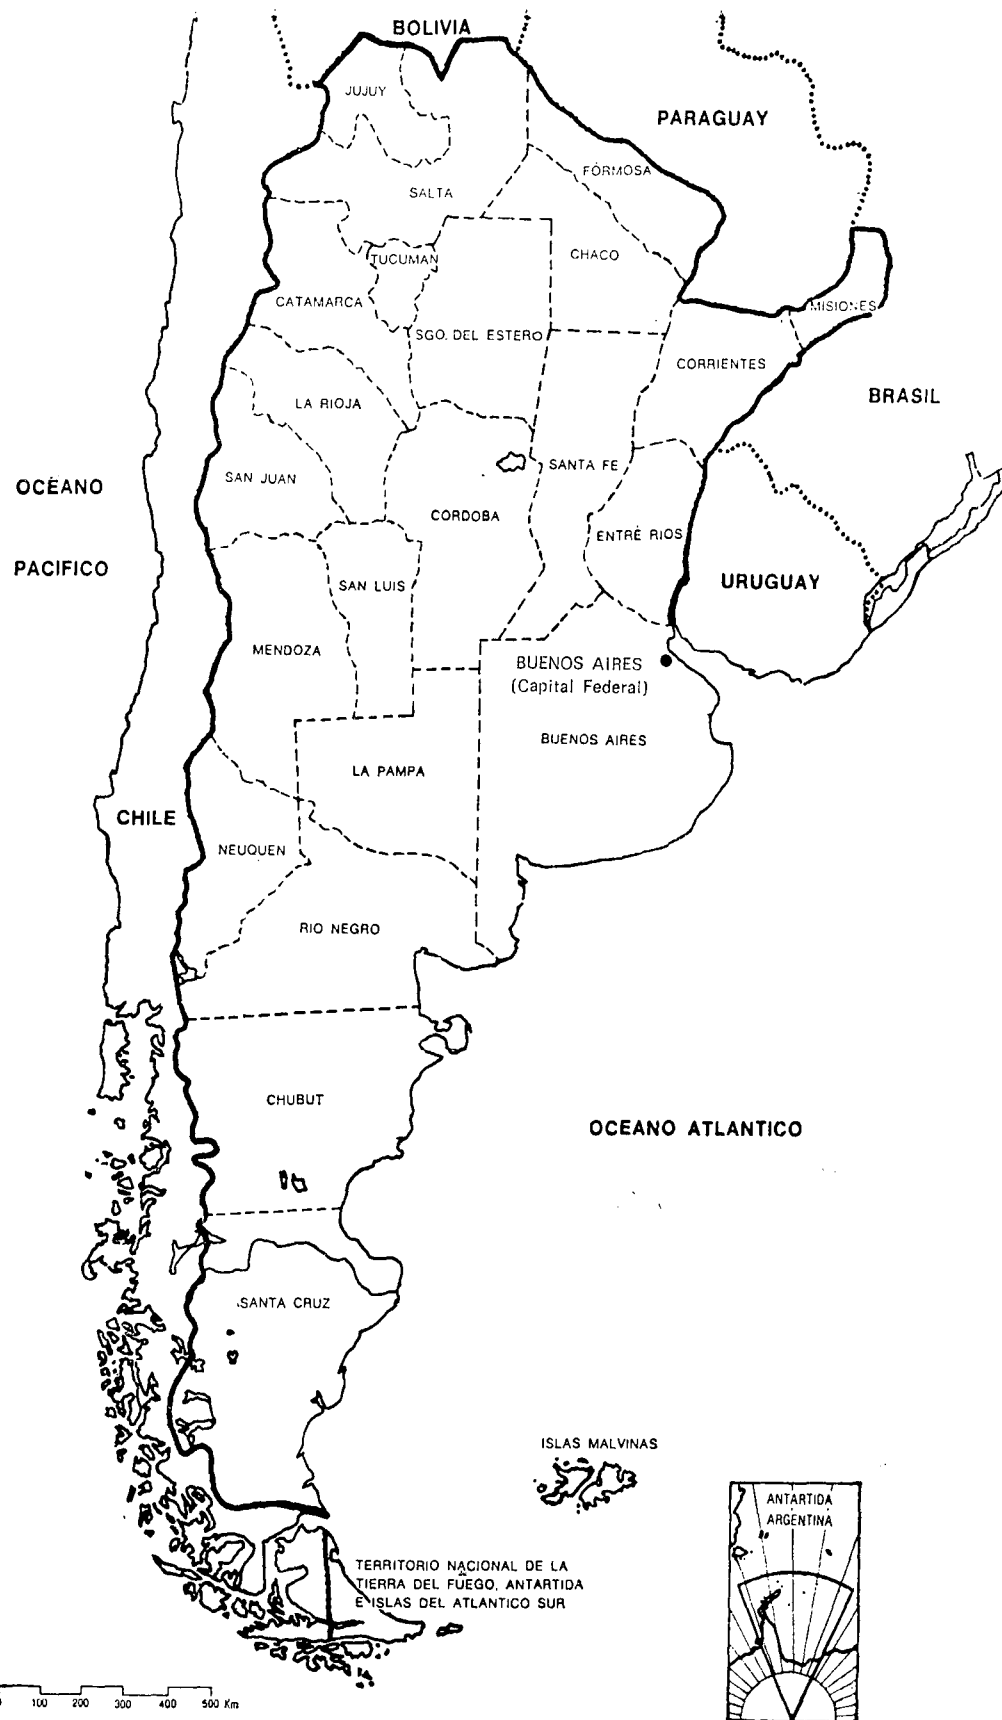 BOLIVIA
JUJUY
PARAGUAY
FORMOSA
SALTA
CHACO
TUCUMAN
CATAMARCA
MISIONES
SGO. DEL ESTERO
CORRIENTES
BRASIL
LA RIOJA
SANTA FE
SAN JUAN
OCÉANO
PACIFICO
CORDOBA
ENTRÉ RIOS
URUGUAY
SAN LUIS
MENDOZA
BUENOS AIRES
(Capital Federal)
BUENOS AIRES
LA PAMPA
CHILE
NEUQUEN
RIO NEGRO
CHUBUT
OCEANO ATLANTICO
SANTA CRUZ
ISLAS MALVINAS
ANTARTIDA
ARGENTINA
TERRITORIO NACIONAL DE LA
TIERRA DEL FUEGO, ANTARTIDA
E ISLAS DEL ATLANTICO SUR
0 100 200 300 400 500 Km